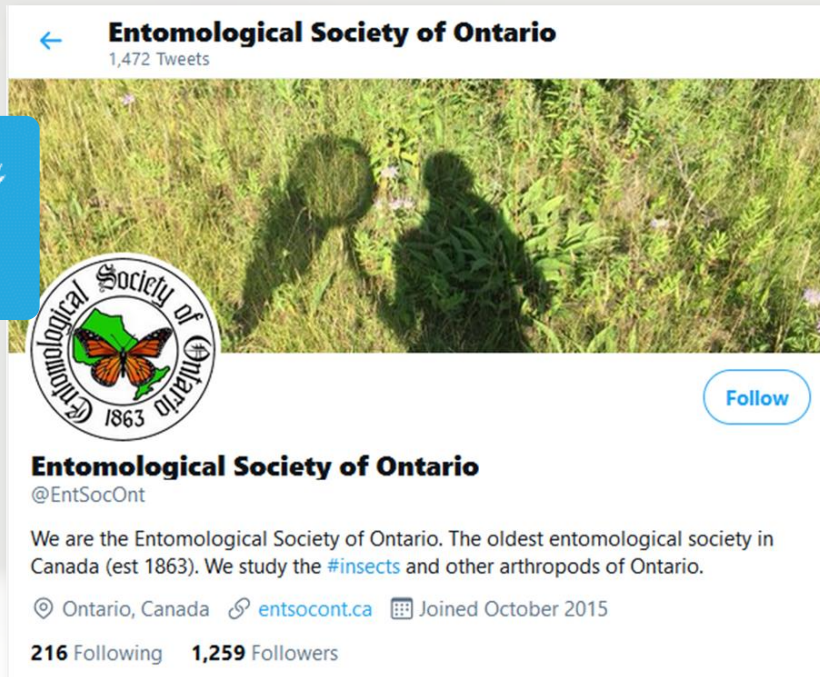 Entomological Society of Ontario
1,472 Tweets
Entomological Society of Ontario
1863
Follow
Entomological Society of Ontario
@EntSocOnt
We are the Entomological Society of Ontario. The oldest entomological society in
Canada (est 1863). We study the #insects and other arthropods of Ontario.
Ontario, Canada entsocont.ca Joined October 2015
216 Following 1,259 Followers